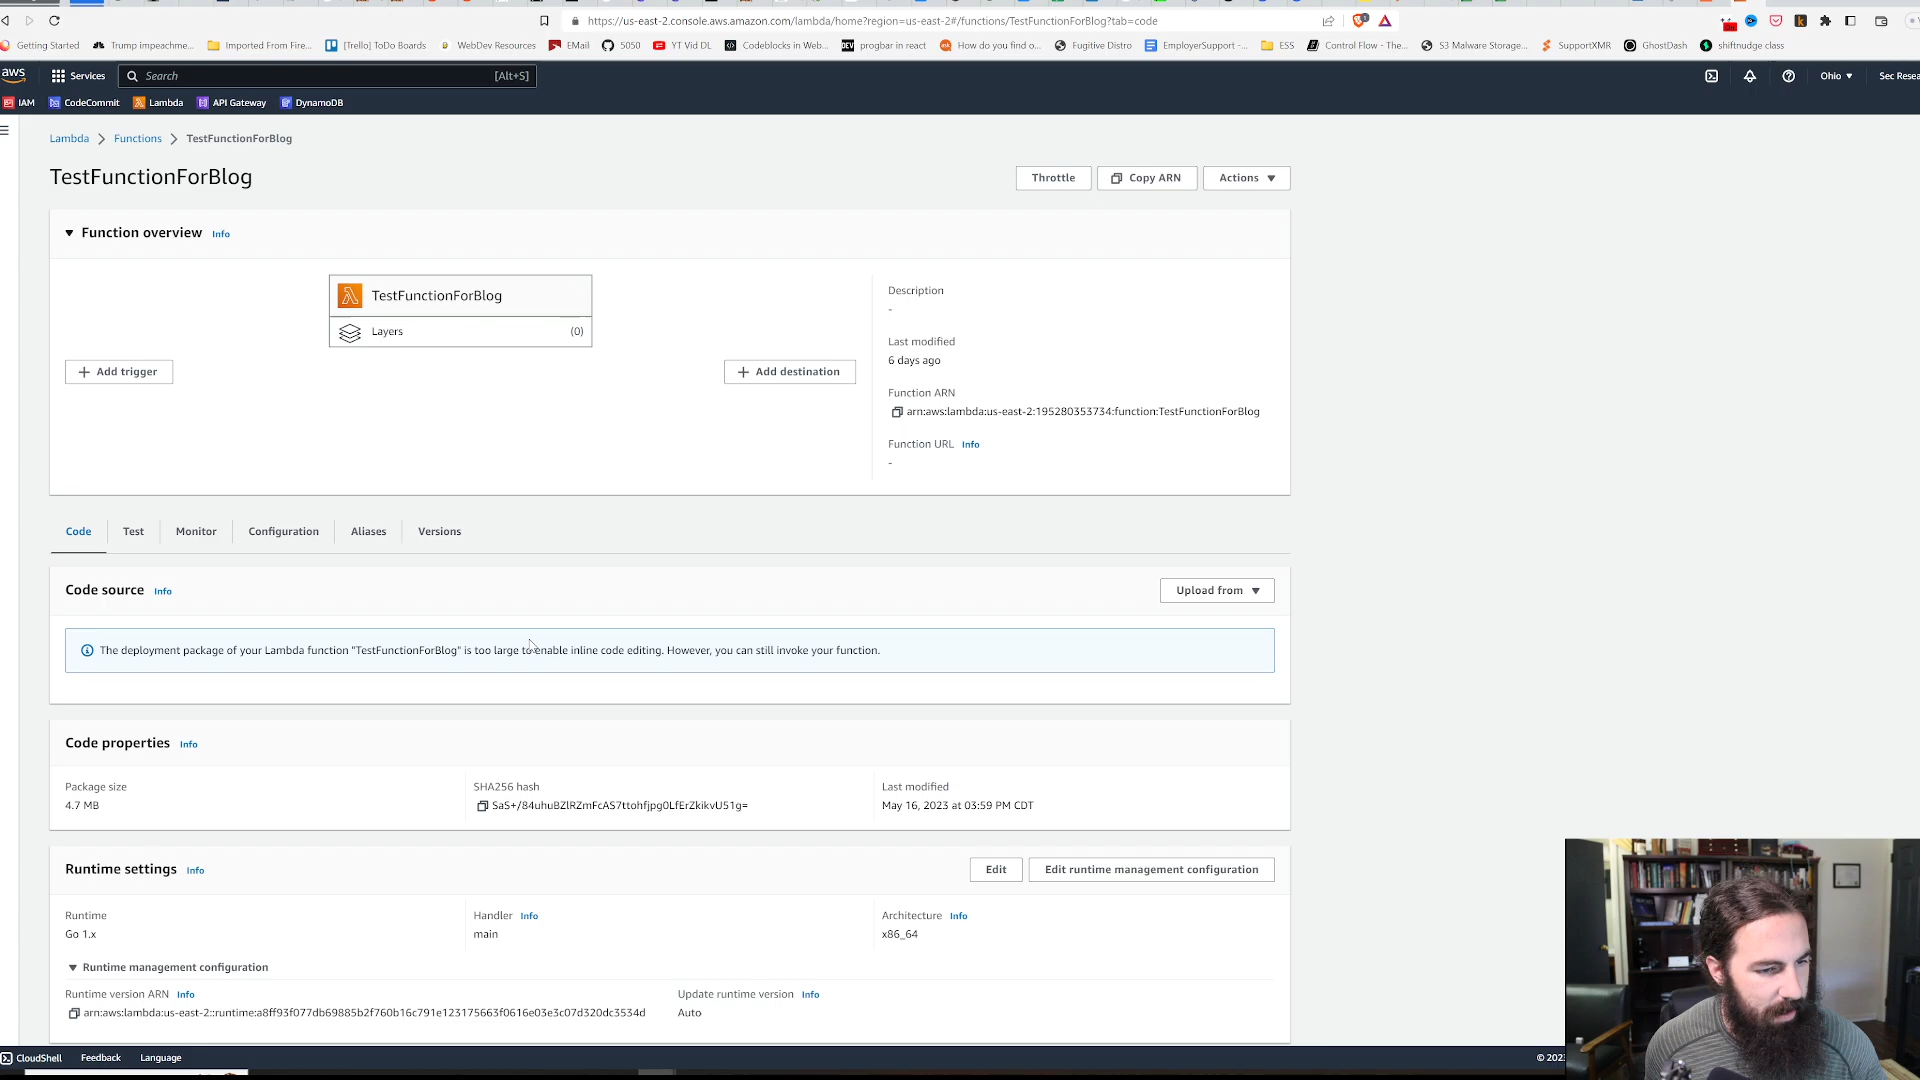 https://us-east-2.console.aws.amazon.com/lambda/home?region=us-east-2#/functions/TestFunctionForBlog?tab=code
Getting Started Trump impeachme... Imported From Fire... [Trello] ToDo Boards WebDev Resources EMail 5050 YT Vid DL Codeblocks in Web... DEV progbar in react How do you find o... Fugitive Distro EmployerSupport -... ESS Control Flow - The... S3 Malware Storage... SupportXMR GhostDash shiftnudge class
aws Services Search [Alt+S] Ohio Sec Resea
IAM CodeCommit Lambda API Gateway DynamoDB
Lambda Functions TestFunctionForBlog
TestFunctionForBlog
Throttle Copy ARN Actions
Function overview Info
TestFunctionForBlog
Layers (0)
Add trigger
Add destination
Description
-
Last modified
6 days ago
Function ARN
arn:aws:lambda:us-east-2:195280353734:function:TestFunctionForBlog
Function URL Info
-
Code Test Monitor Configuration Aliases Versions
Code source Info
Upload from
The deployment package of your Lambda function "TestFunctionForBlog" is too large to enable inline code editing. However, you can still invoke your function.
Code properties Info
Package size SHA256 hash Last modified
4.7 MB SaS+/84uhuBZlRZmFcAS7ttohfjpg0LfErZkikvU51g= May 16, 2023 at 03:59 PM CDT
Runtime settings Info
Edit Edit runtime management configuration
Runtime Handler Info Architecture Info
Go 1.x main x86_64
Runtime management configuration
Runtime version ARN Info Update runtime version Info
arn:aws:lambda:us-east-2::runtime:a8ff93f077db69885b2f760b16c791e123175663f0616e03e3c07d320dc3534d Auto
CloudShell Feedback Language © 2023